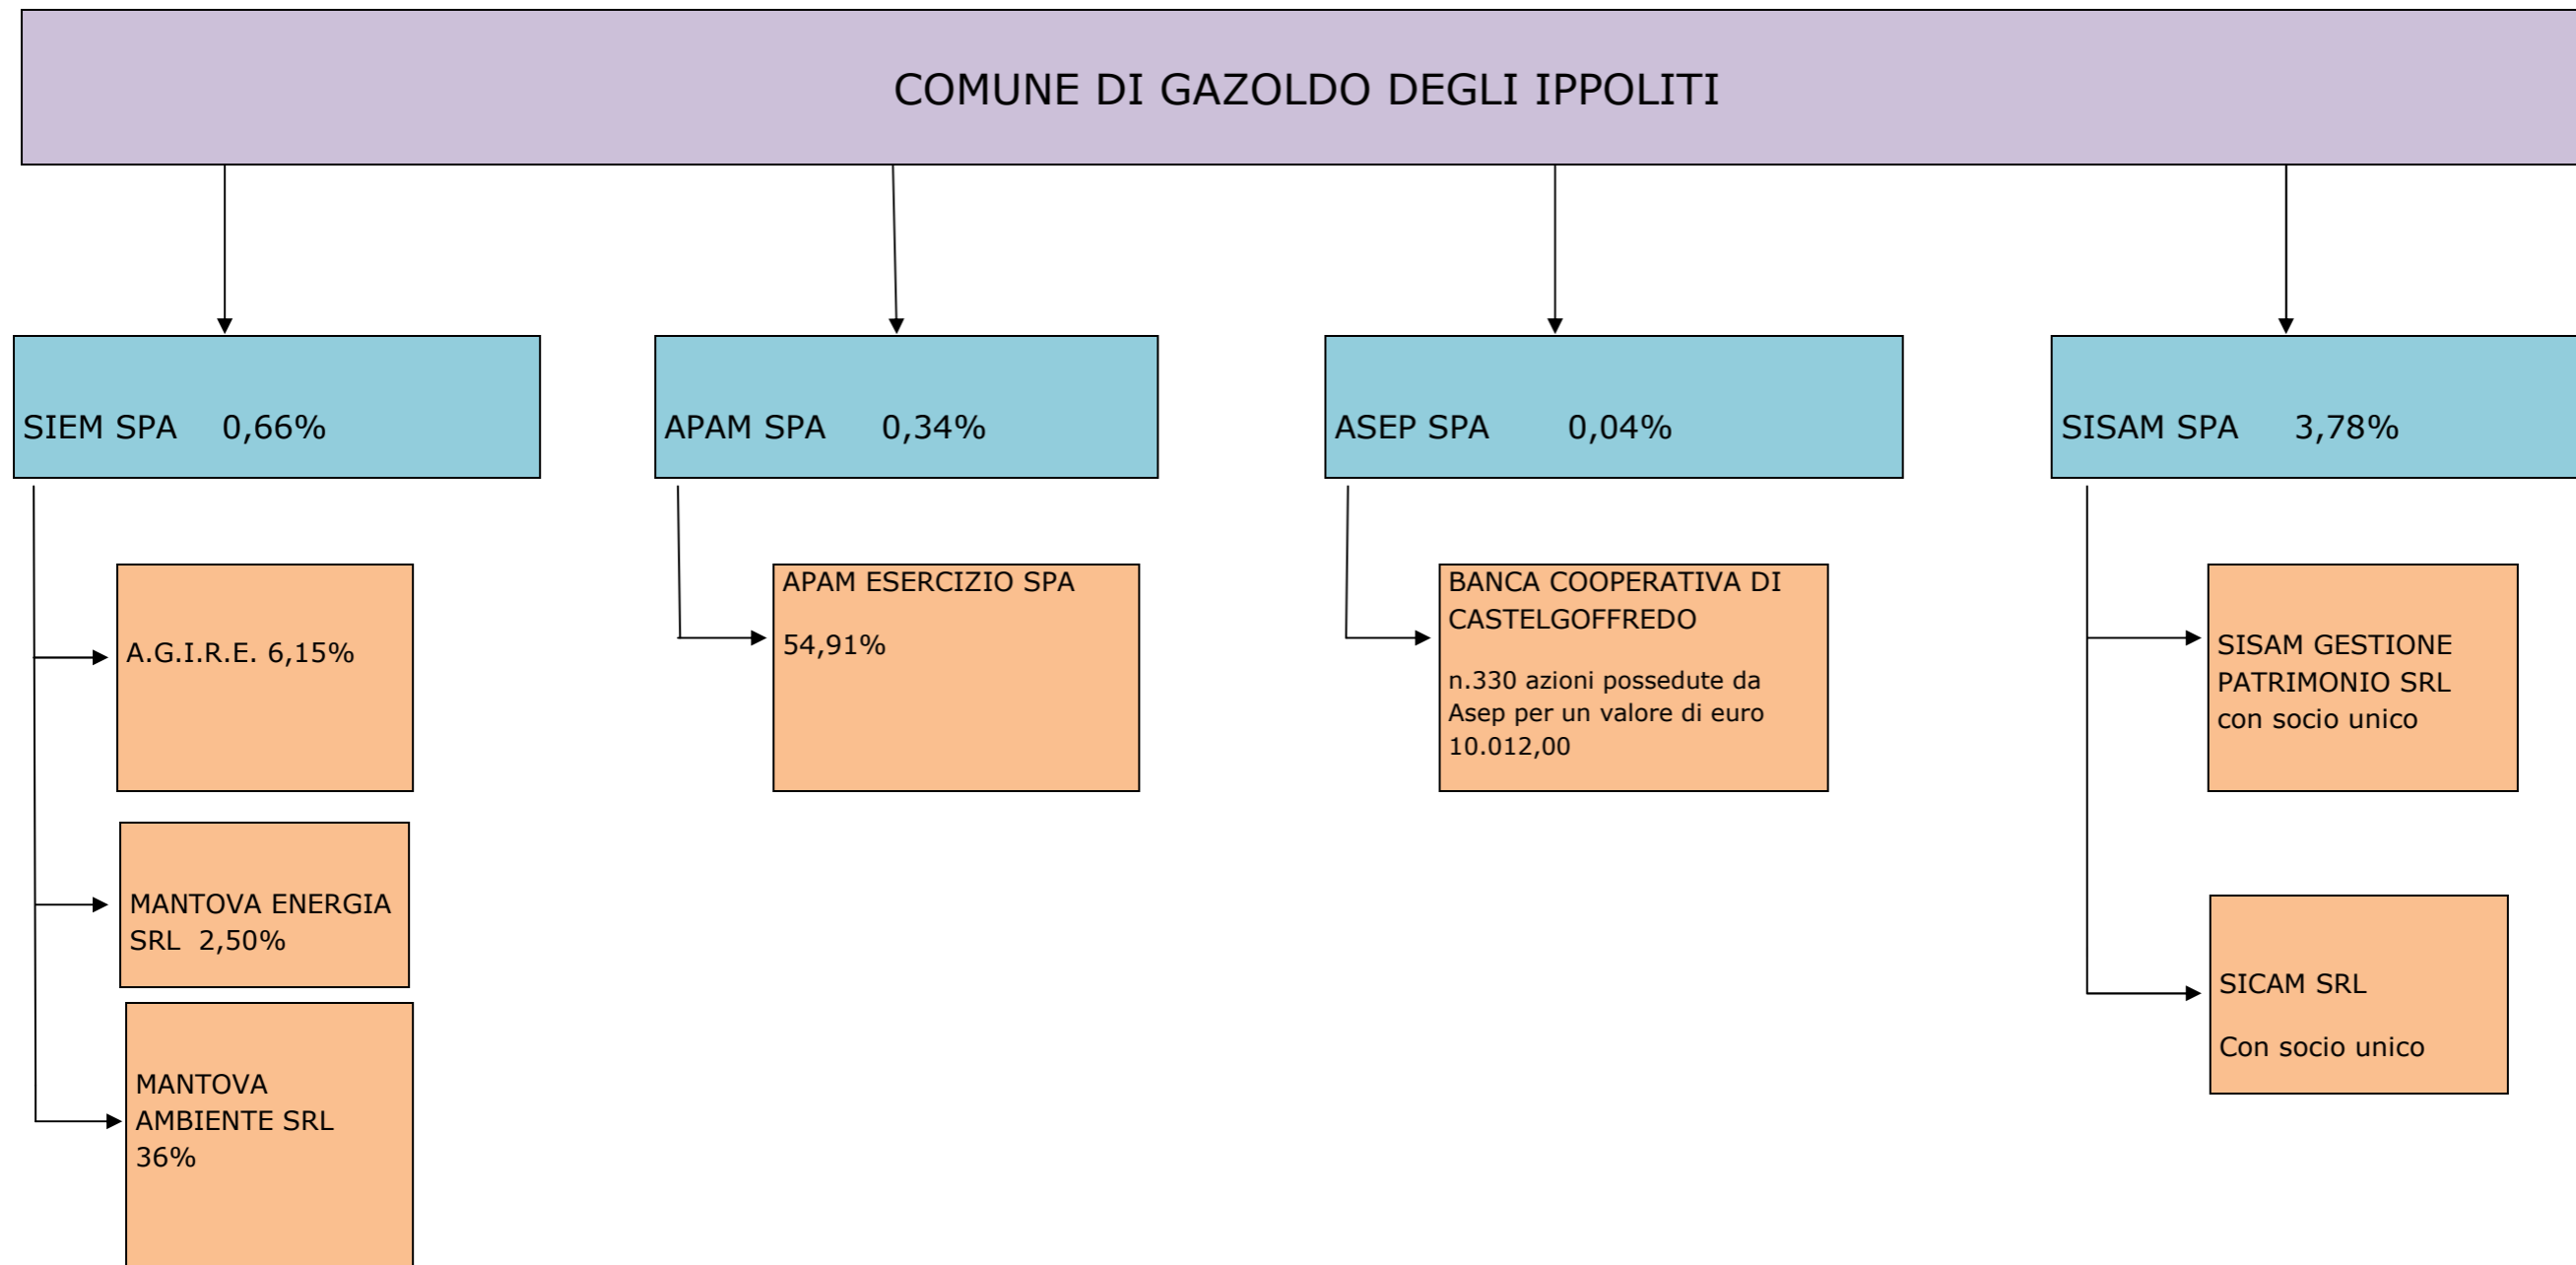 COMUNE DI GAZOLDO DEGLI IPPOLITI
SIEM SPA 0,66%
APAM SPA 0,34%
ASEP SPA 0,04%
SISAM SPA 3,78%
A.G.I.R.E. 6,15%
MANTOVA ENERGIA
SRL 2,50%
MANTOVA
AMBIENTE SRL
36%
APAM ESERCIZIO SPA
54,91%
BANCA COOPERATIVA DI
CASTELGOFFREDO
n.330 azioni possedute da
Asep per un valore di euro
10.012,00
SISAM GESTIONE
PATRIMONIO SRL
con socio unico
SICAM SRL
Con socio unico